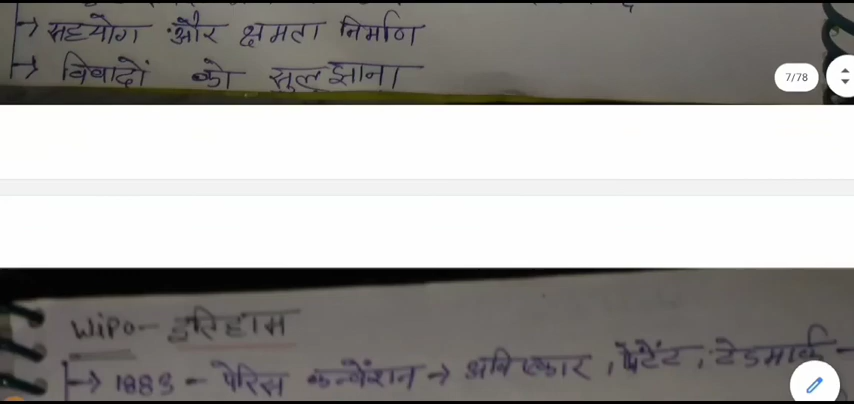 → सहयोग और क्षमता निर्माण
→ विवादों को सुलझाना
7/78
WIPO - इतिहास
→ 1883 - पेरिस कन्वेंशन → अविष्कार, पेटेंट, टेडमार्क -